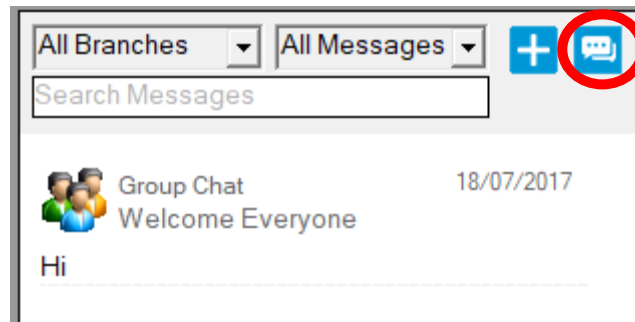 All Branches All Messages
Search Messages
Group Chat 18/07/2017
Welcome Everyone
Hi